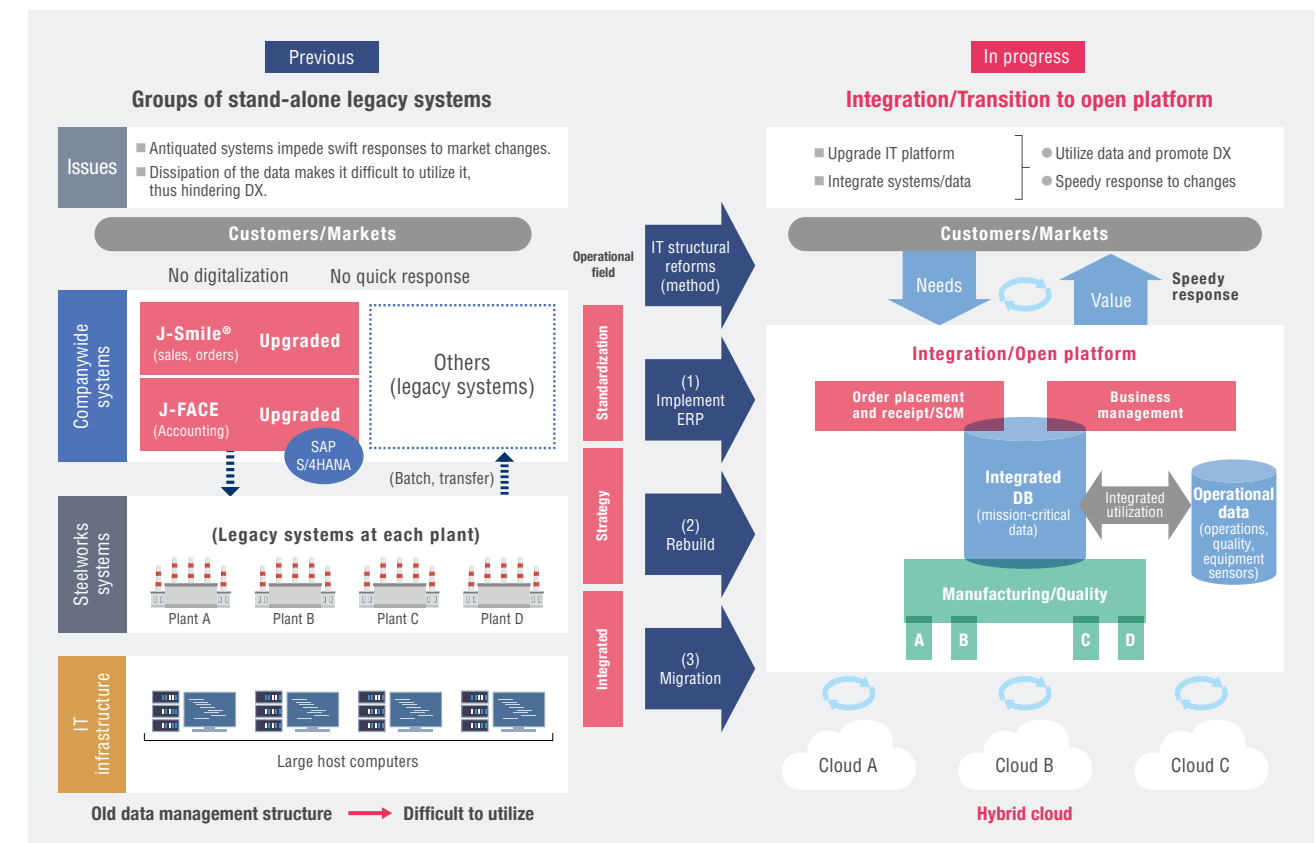 Previous
Groups of stand-alone legacy systems
Issues
Antiquated systems impede swift responses to market changes.
Dissipation of the data makes it difficult to utilize it,
thus hindering DX.
Customers/Markets
No digitalization
No quick response
Companywide
systems
J-Smile®
(sales, orders)
Upgraded
J-FACE
(Accounting)
Upgraded
SAP
S/4HANA
Others
(legacy systems)
(Batch, transfer)
Steelworks
systems
(Legacy systems at each plant)
Plant A
Plant B
Plant C
Plant D
IT
infrastructure
Large host computers
Old data management structure
Difficult to utilize
Operational
field
Standardization
Strategy
Integrated
IT structural
reforms
(method)
(1)
Implement
ERP
(2)
Rebuild
(3)
Migration
In progress
Integration/Transition to open platform
Upgrade IT platform
Integrate systems/data
Utilize data and promote DX
Speedy response to changes
Customers/Markets
Needs
Value
Speedy
response
Integration/Open platform
Order placement
and receipt/SCM
Business
management
Integrated
DB
(mission-critical
data)
Integrated
utilization
Operational
data
(operations,
quality,
equipment
sensors)
Manufacturing/Quality
A
B
C
D
Cloud A
Cloud B
Cloud C
Hybrid cloud